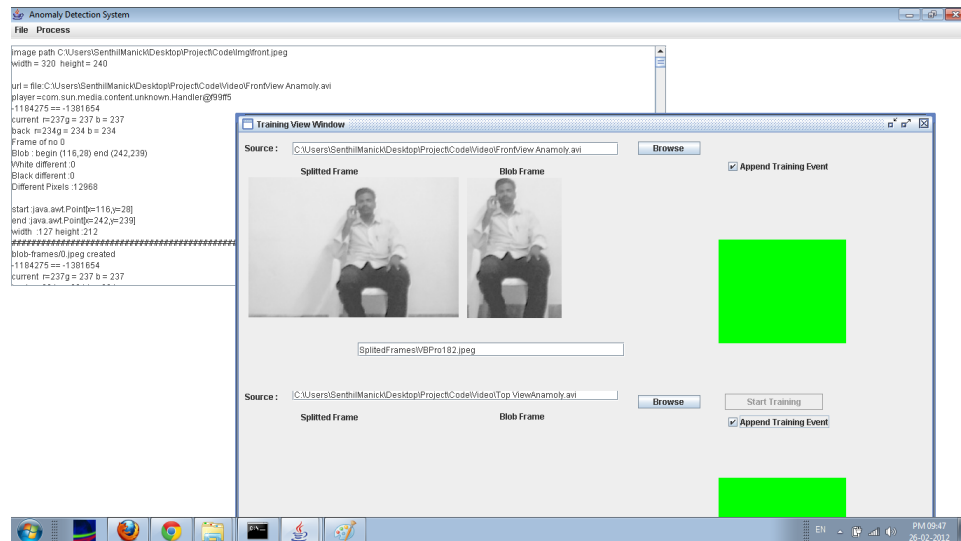 Anomaly Detection System
File Process
image path C:\Users\SenthilManick\Desktop\Project\Code\Img\front.jpeg
width = 320 height = 240
url = file:C:\Users\SenthilManick\Desktop\Project\Code\Video\FrontView Anamoly.avi
player =com.sun.media.content.unknown.Handler@f99ff5
-1184275 == -1381654
current r=237g = 237 b = 237
back r=234g = 234 b = 234
Frame of no 0
Blob : begin (116,28) end (242,239)
White different :0
Black different :0
Different Pixels :12968
start :java.awt.Point[x=116,y=28]
end :java.awt.Point[x=242,y=239]
width :127 height :212
blob-frames/0.jpeg created
-1184275 == -1381654
current r=237g = 237 b = 237
Training View Window
Source : C:\Users\SenthilManick\Desktop\Project\Code\Video\FrontView Anamoly.avi Browse
Append Training Event
Splitted Frame Blob Frame
SplitedFrames\VBPro182.jpeg
Source : C:\Users\SenthilManick\Desktop\Project\Code\Video\Top ViewAnamoly.avi Browse Start Training
Append Training Event
Splitted Frame Blob Frame
EN
PM 09:47
26-02-2012